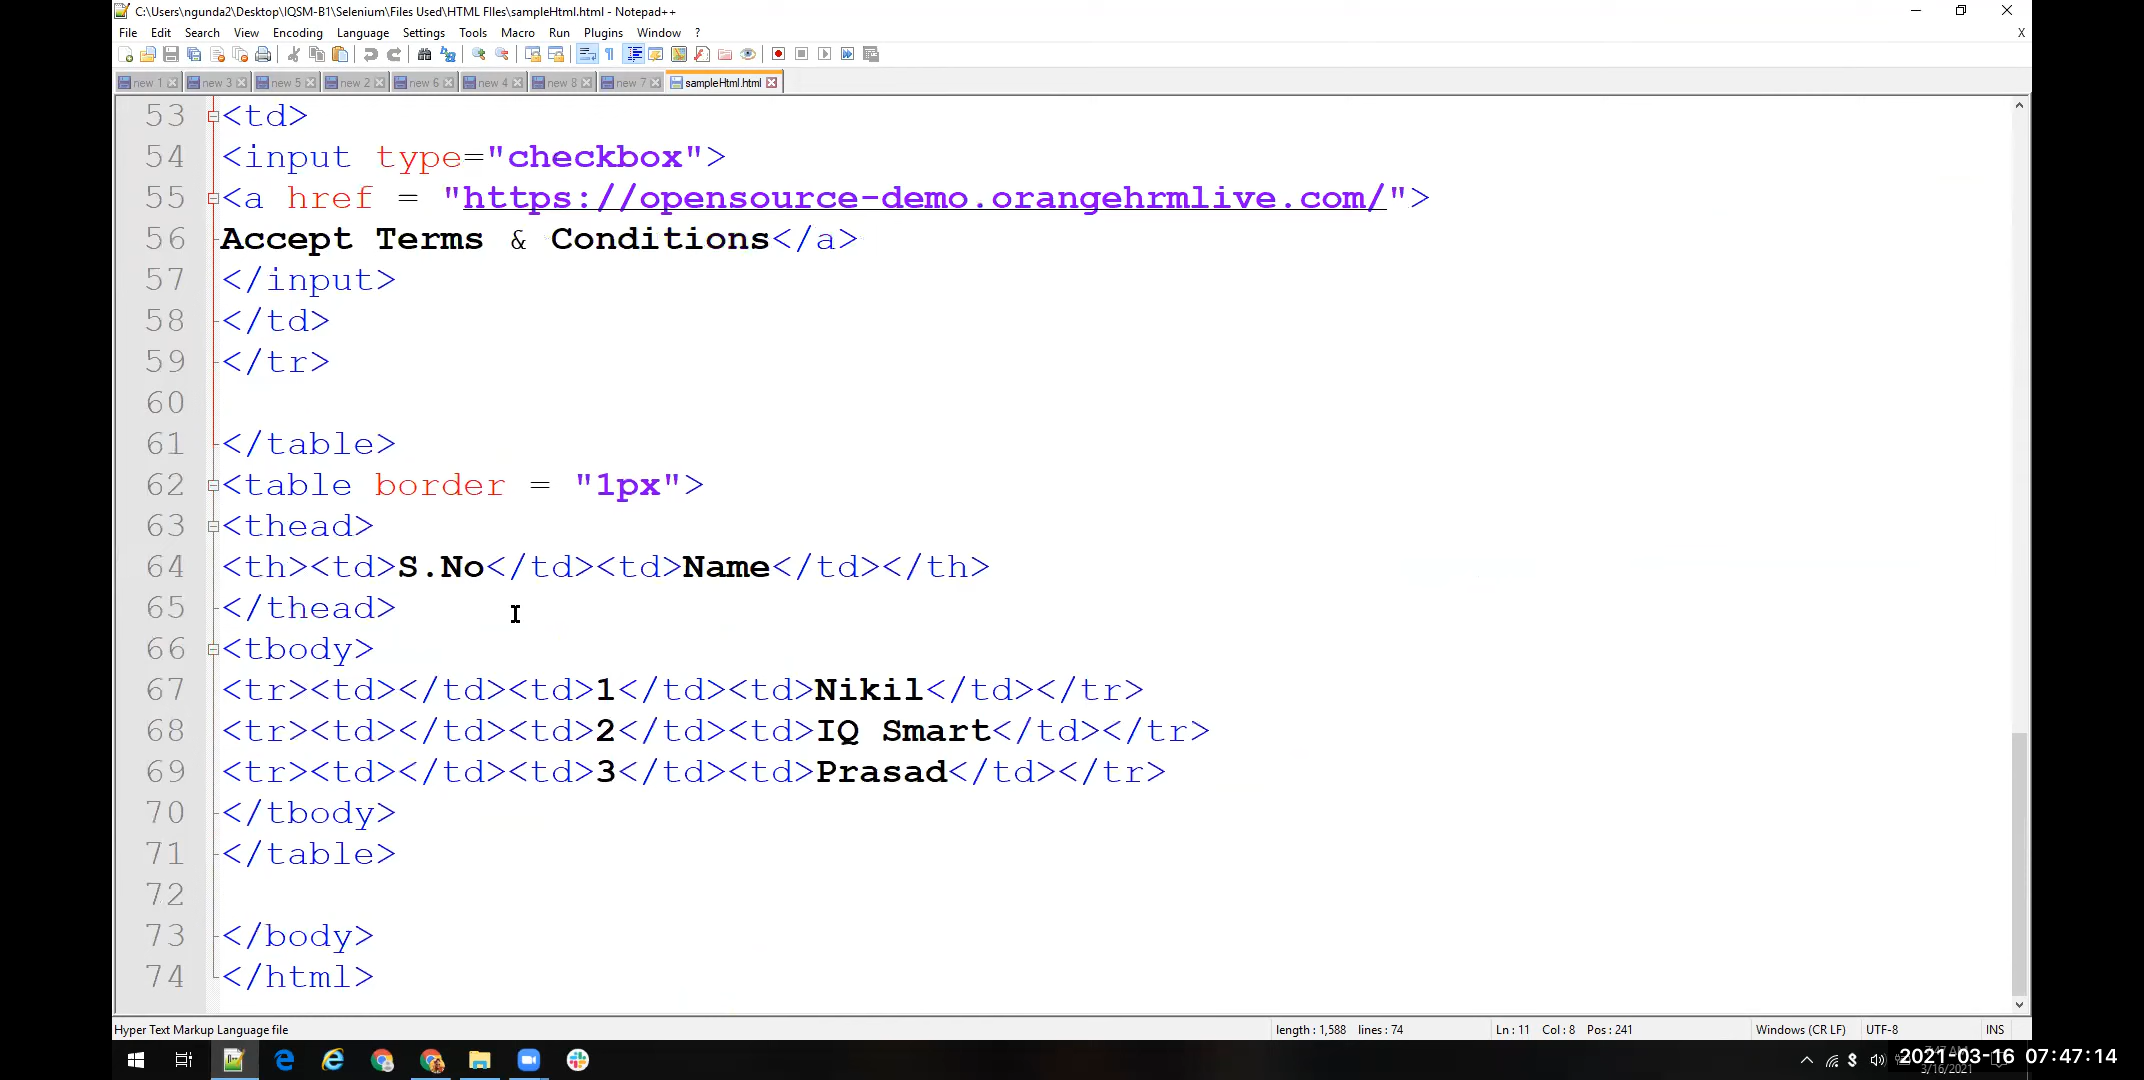 C:\Users\ngunda2\Desktop\IQSM-B1\Selenium\Files Used\HTML FIles\sampleHtml.html - Notepad++
File Edit Search View Encoding Language Settings Tools Macro Run Plugins Window ? X
new 1 new 3 new 5 new 2 new 6 new 4 new 8 new 7 sampleHtml.html
53 <td>
54 <input type="checkbox">
55 <a href = "https://opensource-demo.orangehrmlive.com/">
56 Accept Terms & Conditions</a>
57 </input>
58 </td>
59 </tr>
60
61 </table>
62 <table border = "1px">
63 <thead>
64 <th><td>S.No</td><td>Name</td></th>
65 </thead>
66 <tbody>
67 <tr><td></td><td>1</td><td>Nikil</td></tr>
68 <tr><td></td><td>2</td><td>IQ Smart</td></tr>
69 <tr><td></td><td>3</td><td>Prasad</td></tr>
70 </tbody>
71 </table>
72
73 </body>
74 </html>
Hyper Text Markup Language file length : 1,588 lines : 74 Ln : 11 Col : 8 Pos : 241 Windows (CR LF) UTF-8 INS
2021-03-16 07:47:14
3/16/2021